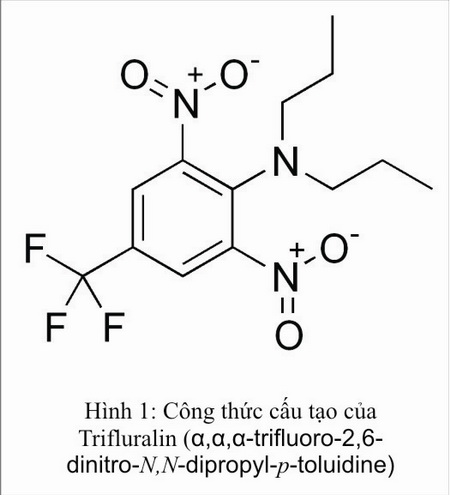 O
N
+
O-
N
F
F
F
N
+
O-
O
Hình 1: Công thức cấu tạo của
Trifluralin (α,α,α-trifluoro-2,6-
dinitro-N,N-dipropyl-p-toluidine)